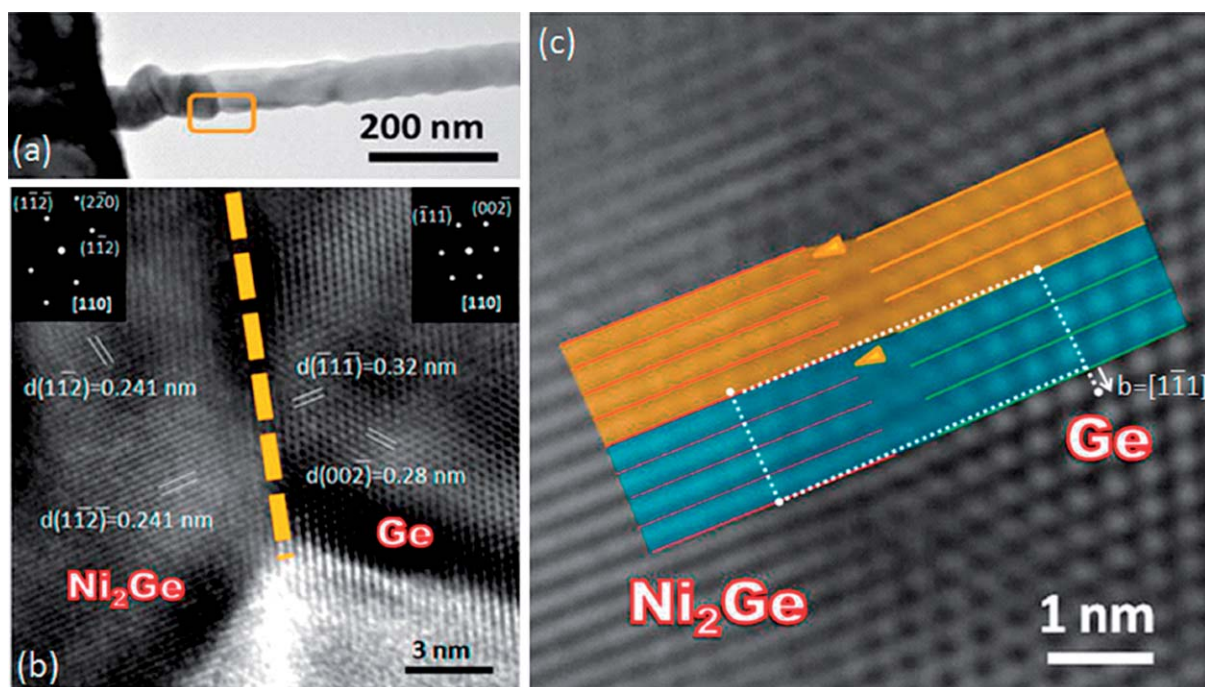 (a)
200 nm
(b)
(11̄2̄)
(22̄0)
(11̄2)
[110]
(1̄11̄)
(002̄)
[110]
d(11̄2)=0.241 nm
d(1̄11̄)=0.32 nm
d(002̄)=0.28 nm
d(11̄2̄)=0.241 nm
Ge
Ni₂Ge
3 nm
(c)
b=[11̄1]
Ge
Ni₂Ge
1 nm